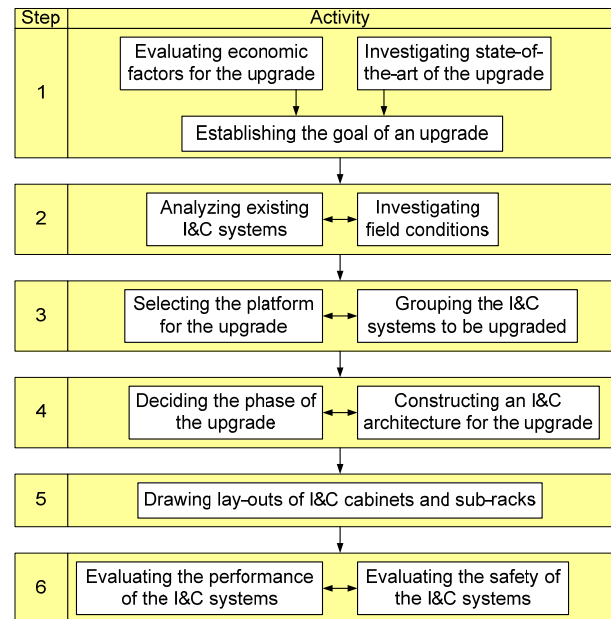 Step
Activity
1
Evaluating economic
factors for the upgrade
Investigating state-of-
the-art of the upgrade
Establishing the goal of an upgrade
2
Analyzing existing
I&C systems
Investigating
field conditions
3
Selecting the platform
for the upgrade
Grouping the I&C
systems to be upgraded
4
Deciding the phase of
the upgrade
Constructing an I&C
architecture for the upgrade
5
Drawing lay-outs of I&C cabinets and sub-racks
6
Evaluating the performance
of the I&C systems
Evaluating the safety of
the I&C systems